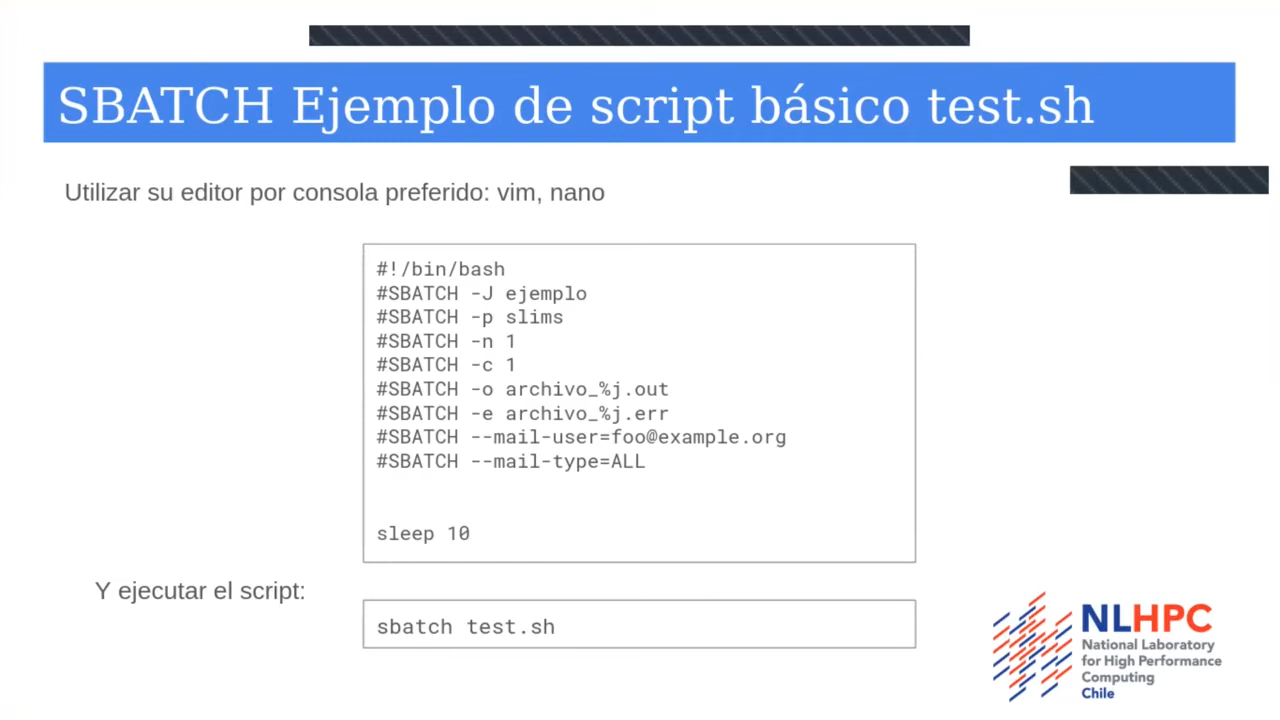 SBATCH Ejemplo de script básico test.sh
Utilizar su editor por consola preferido: vim, nano
#!/bin/bash
#SBATCH -J ejemplo
#SBATCH -p slims
#SBATCH -n 1
#SBATCH -c 1
#SBATCH -o archivo_%j.out
#SBATCH -e archivo_%j.err
#SBATCH --mail-user=foo@example.org
#SBATCH --mail-type=ALL
sleep 10
Y ejecutar el script:
sbatch test.sh
NLHPC
National Laboratory
for High Performance
Computing
Chile